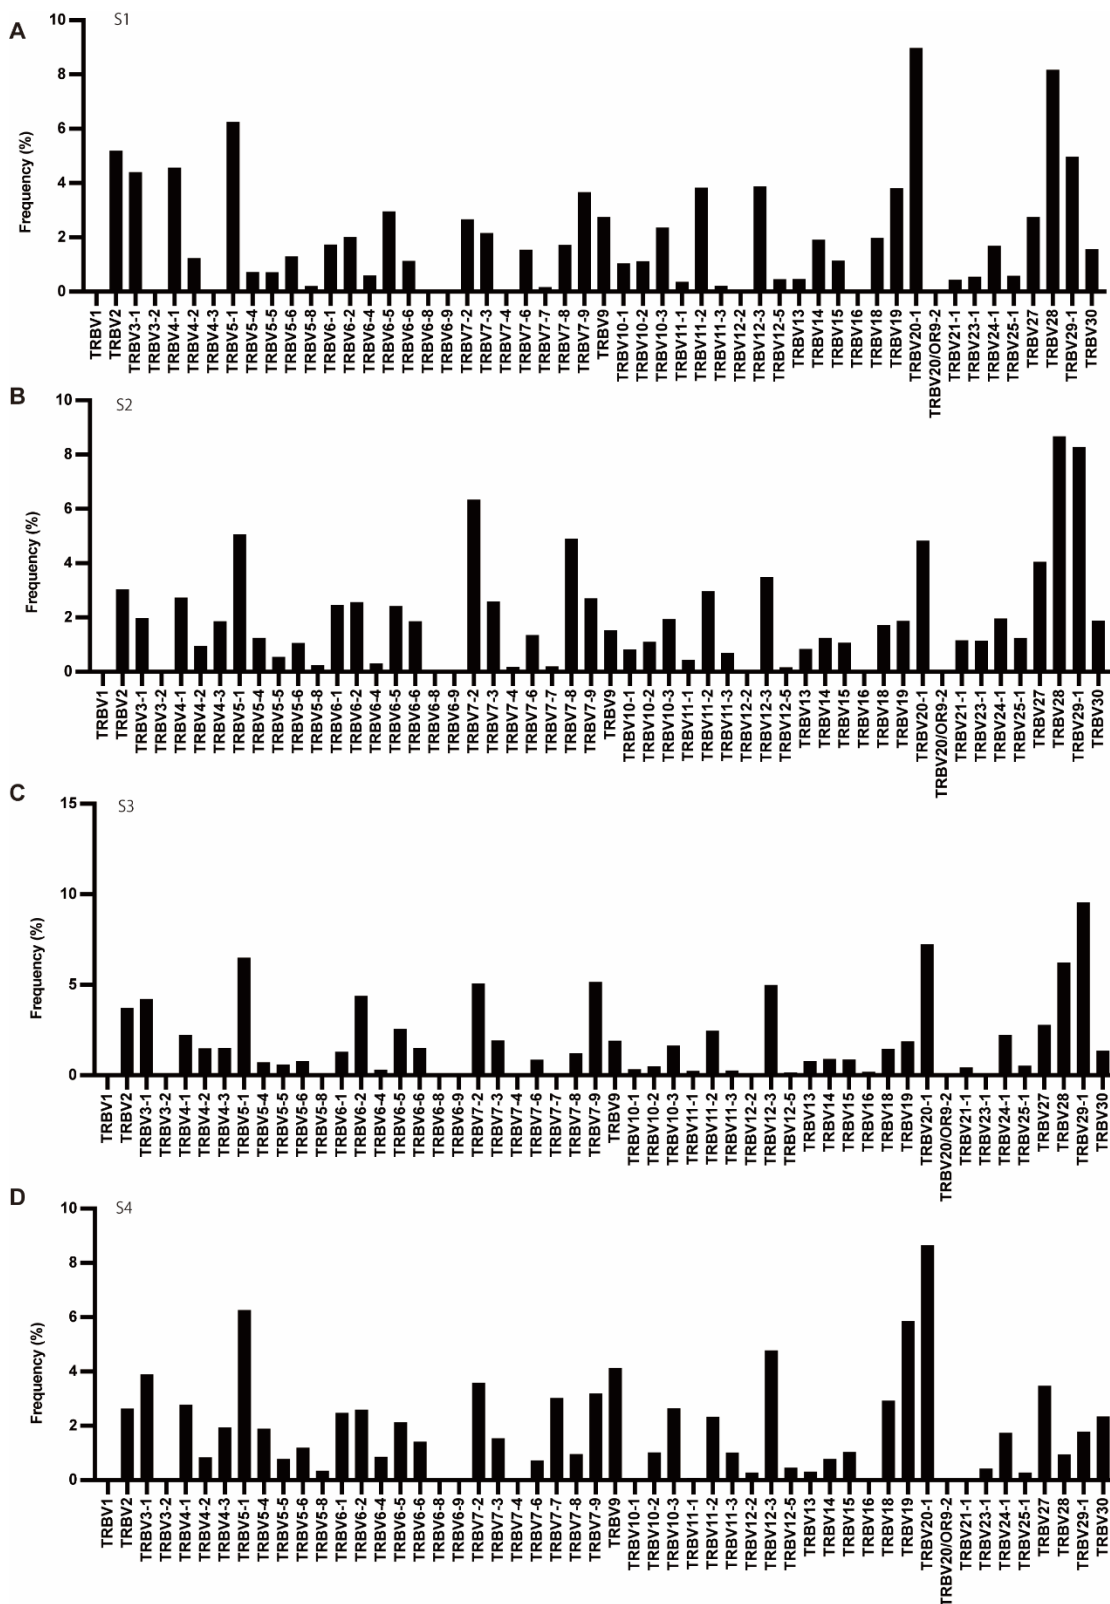 A
S1
Frequency (%)
10
8
6
4
2
0
TRBV1 TRBV2 TRBV3-1 TRBV3-2 TRBV4-1 TRBV4-2 TRBV4-3 TRBV5-1 TRBV5-4 TRBV5-5 TRBV5-6 TRBV5-8 TRBV6-1 TRBV6-2 TRBV6-4 TRBV6-5 TRBV6-6 TRBV6-8 TRBV6-9 TRBV7-2 TRBV7-3 TRBV7-4 TRBV7-6 TRBV7-7 TRBV7-8 TRBV7-9 TRBV9 TRBV10-1 TRBV10-2 TRBV10-3 TRBV11-1 TRBV11-2 TRBV11-3 TRBV12-2 TRBV12-3 TRBV12-5 TRBV13 TRBV14 TRBV15 TRBV16 TRBV18 TRBV19 TRBV20-1 TRBV20/OR9-2 TRBV21-1 TRBV23-1 TRBV24-1 TRBV25-1 TRBV27 TRBV28 TRBV29-1 TRBV30
B
S2
Frequency (%)
10
8
6
4
2
0
TRBV1 TRBV2 TRBV3-1 TRBV3-2 TRBV4-1 TRBV4-2 TRBV4-3 TRBV5-1 TRBV5-4 TRBV5-5 TRBV5-6 TRBV5-8 TRBV6-1 TRBV6-2 TRBV6-4 TRBV6-5 TRBV6-6 TRBV6-8 TRBV6-9 TRBV7-2 TRBV7-3 TRBV7-4 TRBV7-6 TRBV7-7 TRBV7-8 TRBV7-9 TRBV9 TRBV10-1 TRBV10-2 TRBV10-3 TRBV11-1 TRBV11-2 TRBV11-3 TRBV12-2 TRBV12-3 TRBV12-5 TRBV13 TRBV14 TRBV15 TRBV16 TRBV18 TRBV19 TRBV20-1 TRBV20/OR9-2 TRBV21-1 TRBV23-1 TRBV24-1 TRBV25-1 TRBV27 TRBV28 TRBV29-1 TRBV30
C
S3
Frequency (%)
15
10
5
0
TRBV1 TRBV2 TRBV3-1 TRBV3-2 TRBV4-1 TRBV4-2 TRBV4-3 TRBV5-1 TRBV5-4 TRBV5-5 TRBV5-6 TRBV5-8 TRBV6-1 TRBV6-2 TRBV6-4 TRBV6-5 TRBV6-6 TRBV6-8 TRBV6-9 TRBV7-2 TRBV7-3 TRBV7-4 TRBV7-6 TRBV7-7 TRBV7-8 TRBV7-9 TRBV9 TRBV10-1 TRBV10-2 TRBV10-3 TRBV11-1 TRBV11-2 TRBV11-3 TRBV12-2 TRBV12-3 TRBV12-5 TRBV13 TRBV14 TRBV15 TRBV16 TRBV18 TRBV19 TRBV20-1 TRBV20/OR9-2 TRBV21-1 TRBV23-1 TRBV24-1 TRBV25-1 TRBV27 TRBV28 TRBV29-1 TRBV30
D
S4
Frequency (%)
10
8
6
4
2
0
TRBV1 TRBV2 TRBV3-1 TRBV3-2 TRBV4-1 TRBV4-2 TRBV4-3 TRBV5-1 TRBV5-4 TRBV5-5 TRBV5-6 TRBV5-8 TRBV6-1 TRBV6-2 TRBV6-4 TRBV6-5 TRBV6-6 TRBV6-8 TRBV6-9 TRBV7-2 TRBV7-3 TRBV7-4 TRBV7-6 TRBV7-7 TRBV7-8 TRBV7-9 TRBV9 TRBV10-1 TRBV10-2 TRBV10-3 TRBV11-1 TRBV11-2 TRBV11-3 TRBV12-2 TRBV12-3 TRBV12-5 TRBV13 TRBV14 TRBV15 TRBV16 TRBV18 TRBV19 TRBV20-1 TRBV20/OR9-2 TRBV21-1 TRBV23-1 TRBV24-1 TRBV25-1 TRBV27 TRBV28 TRBV29-1 TRBV30